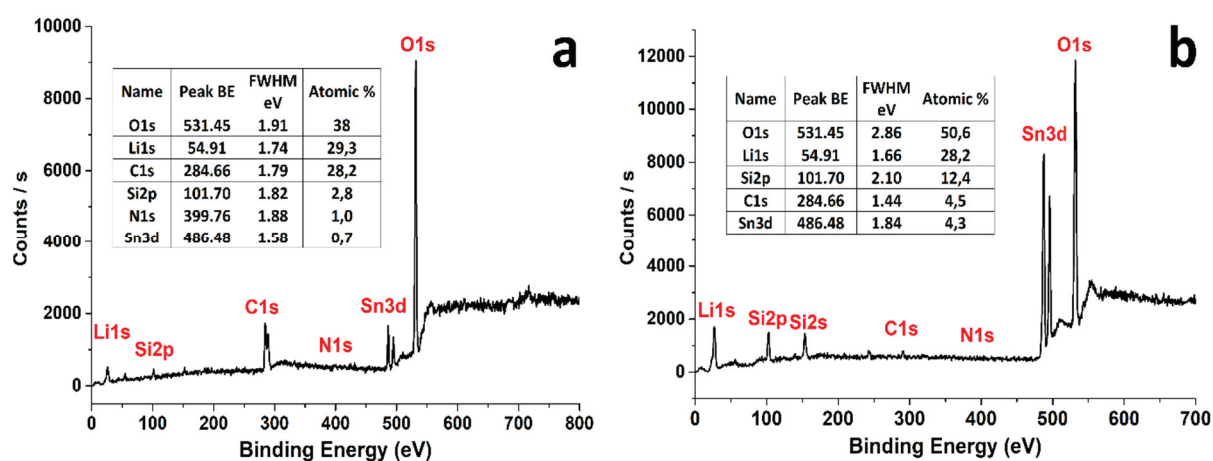 a
O1s
Name Peak BE FWHM eV Atomic %
O1s 531.45 1.91 38
Li1s 54.91 1.74 29,3
C1s 284.66 1.79 28,2
Si2p 101.70 1.82 2,8
N1s 399.76 1.88 1,0
Sn3d 486.48 1.58 0,7
Li1s
Si2p
C1s
N1s
Sn3d
Counts / s
10000
8000
6000
4000
2000
0
0 100 200 300 400 500 600 700 800
Binding Energy (eV)
b
O1s
Name Peak BE FWHM eV Atomic %
O1s 531.45 2.86 50,6
Li1s 54.91 1.66 28,2
Si2p 101.70 2.10 12,4
C1s 284.66 1.44 4,5
Sn3d 486.48 1.84 4,3
Sn3d
Li1s
Si2p
Si2s
C1s
N1s
Counts / s
12000
10000
8000
6000
4000
2000
0
0 100 200 300 400 500 600 700
Binding Energy (eV)